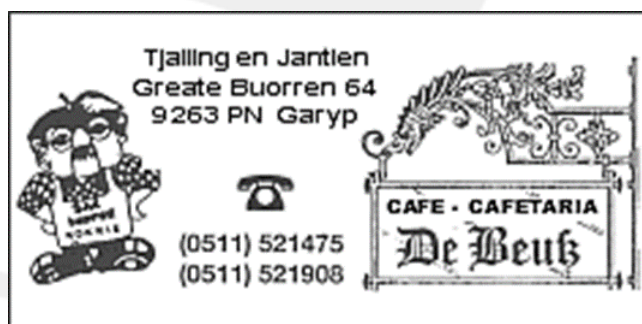 Tjalling en Jantien
Greate Buorren 64
9263 PN Garyp
(0511) 521475
(0511) 521908
CAFE - CAFETARIA
De Beuk